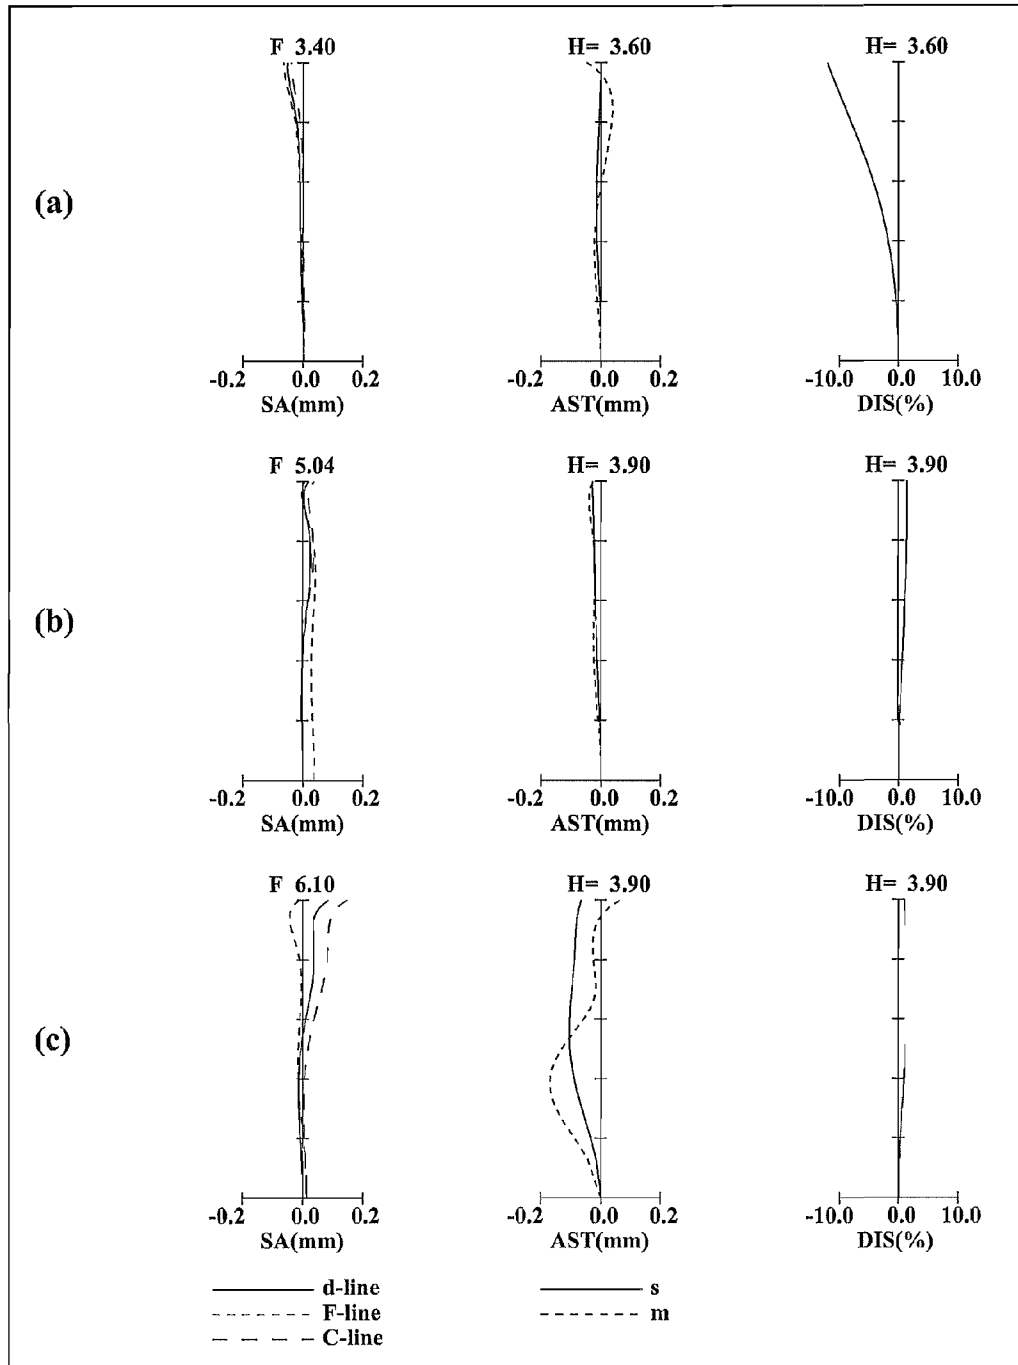 F 3.40 H= 3.60 H= 3.60
(a)
-0.2 0.0 0.2 -0.2 0.0 0.2 -10.0 0.0 10.0
SA(mm) AST(mm) DIS(%)
F 5.04 H= 3.90 H= 3.90
(b)
-0.2 0.0 0.2 -0.2 0.0 0.2 -10.0 0.0 10.0
SA(mm) AST(mm) DIS(%)
F 6.10 H= 3.90 H= 3.90
(c)
-0.2 0.0 0.2 -0.2 0.0 0.2 -10.0 0.0 10.0
SA(mm) AST(mm) DIS(%)
d-line s
F-line m
C-line